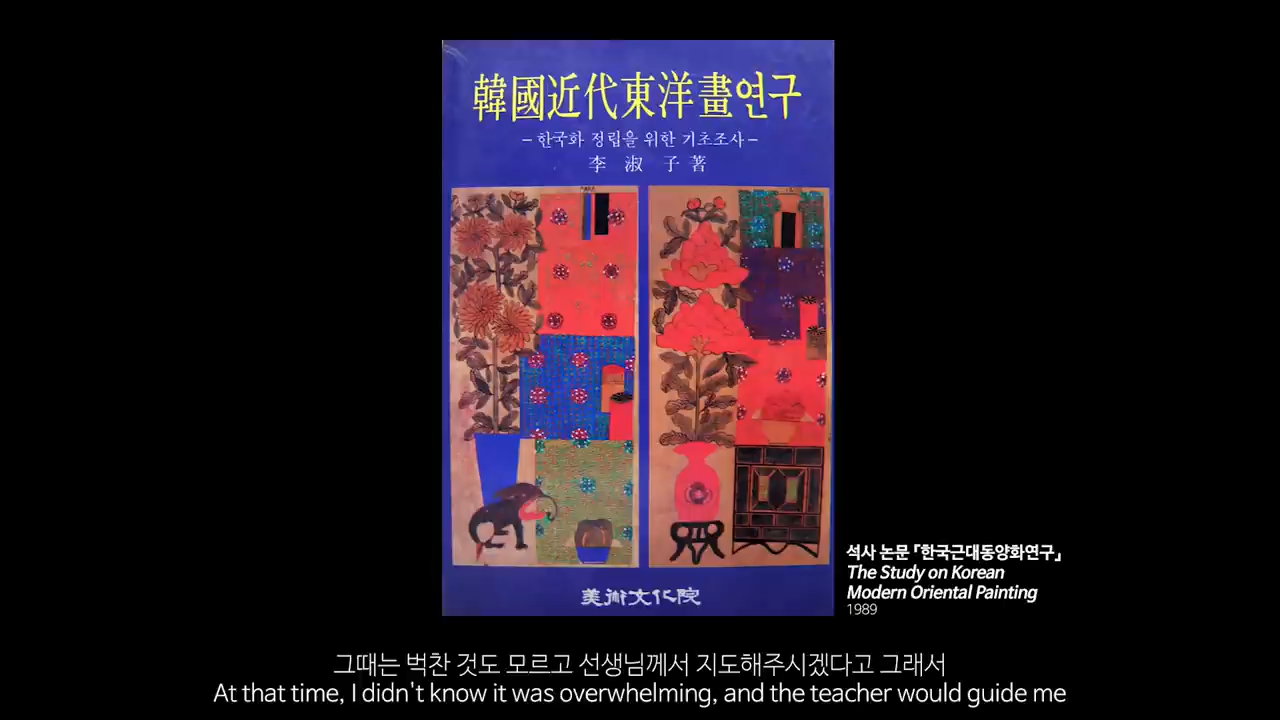 韓國近代東洋畫연구
-한국화 정립을 위한 기초조사-
李 淑 子 著
美術文化院
석사 논문 「한국근대동양화연구」
The Study on Korean
Modern Oriental Painting
1989
그때는 벅찬 것도 모르고 선생님께서 지도해주시겠다고 그래서
At that time, I didn't know it was overwhelming, and the teacher would guide me